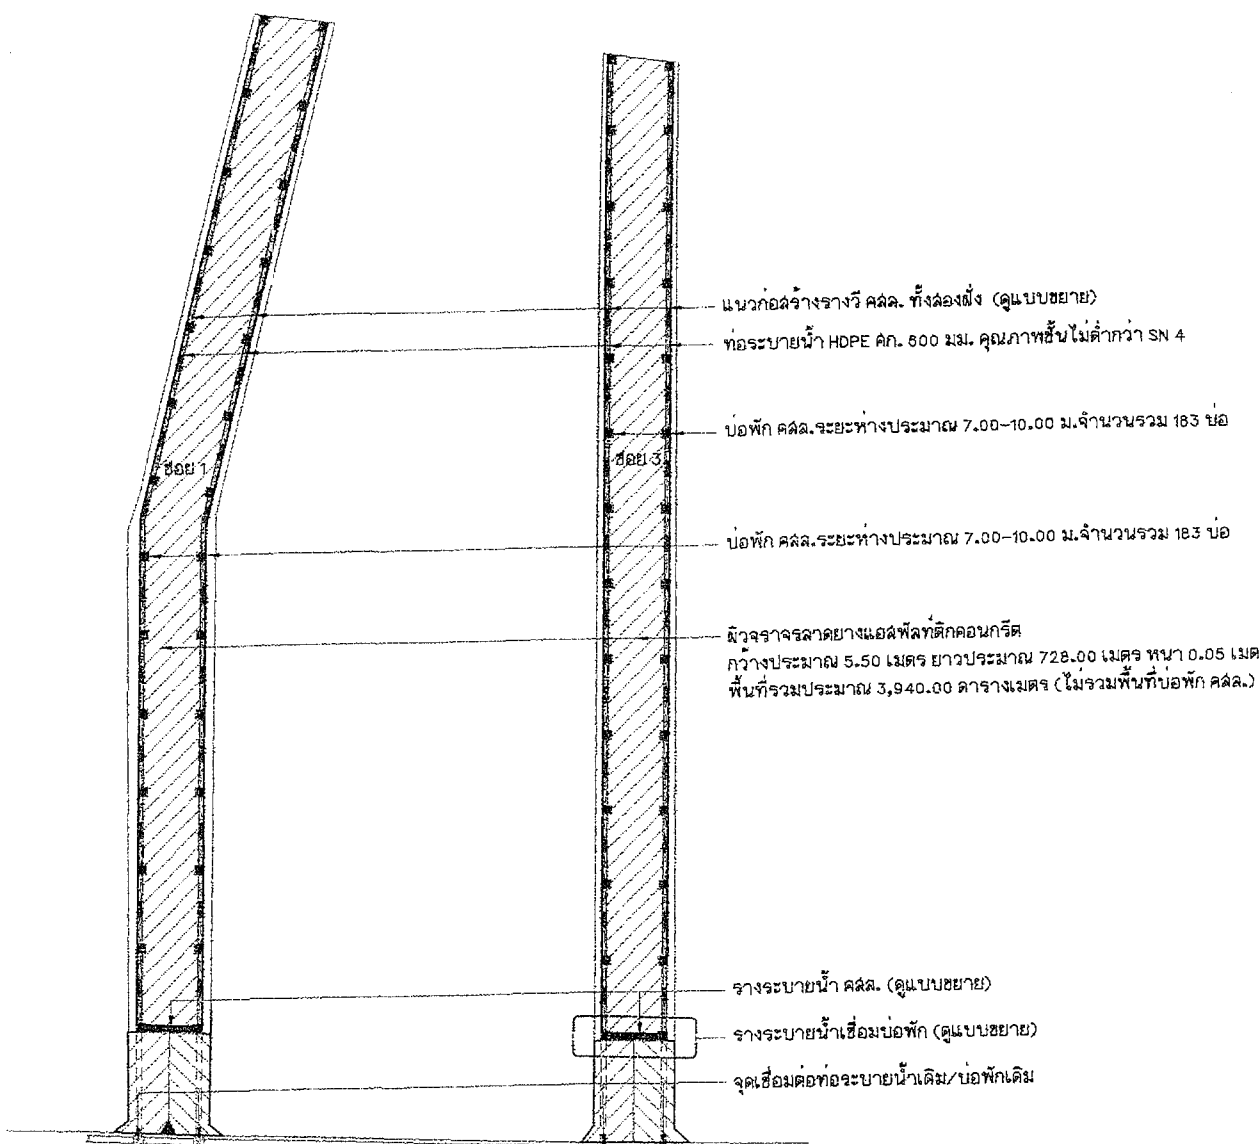 แนวก่อสร้างรางวี คสล. ทั้งสองฝั่ง (ดูแบบขยาย)
ท่อระบายน้ำ HDPE ศก. 600 มม. คุณภาพชั้นไม่ต่ำกว่า SN 4
บ่อพัก คสล.ระยะห่างประมาณ 7.00-10.00 ม.จำนวนรวม 183 บ่อ
ซอย 1
ซอย 3
บ่อพัก คสล.ระยะห่างประมาณ 7.00-10.00 ม.จำนวนรวม 183 บ่อ
ผิวจราจรลาดยางแอสฟัลท์ติกคอนกรีต
กว้างประมาณ 5.50 เมตร ยาวประมาณ 728.00 เมตร หนา 0.05 เมต
พื้นที่รวมประมาณ 3,940.00 ตารางเมตร (ไม่รวมพื้นที่บ่อพัก คสล.)
รางระบายน้ำ คสล. (ดูแบบขยาย)
รางระบายน้ำเชื่อมบ่อพัก (ดูแบบขยาย)
จุดเชื่อมต่อท่อระบายน้ำเดิม/บ่อพักเดิม